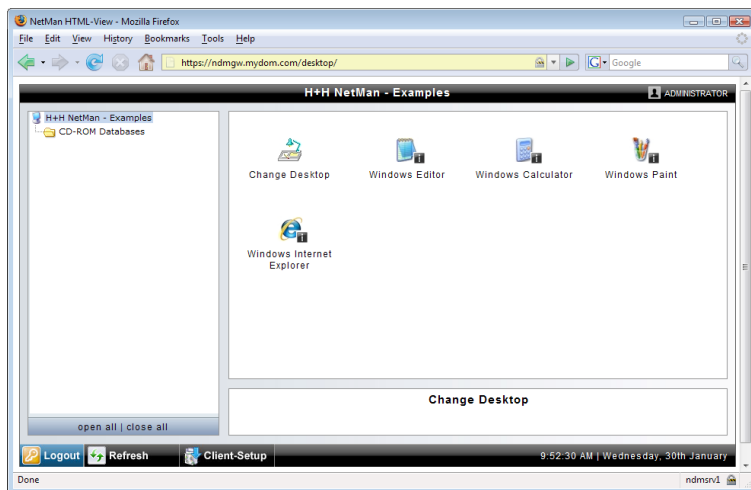 NetMan HTML-View - Mozilla Firefox
File Edit View History Bookmarks Tools Help
https://ndmgw.mydom.com/desktop/
G Google
H+H NetMan - Examples
ADMINISTRATOR
H+H NetMan - Examples
CD-ROM Databases
Change Desktop
Windows Editor
Windows Calculator
Windows Paint
Windows Internet
Explorer
Change Desktop
open all | close all
Logout
Refresh
Client-Setup
9:52:30 AM | Wednesday, 30th January
Done
ndmsrv1